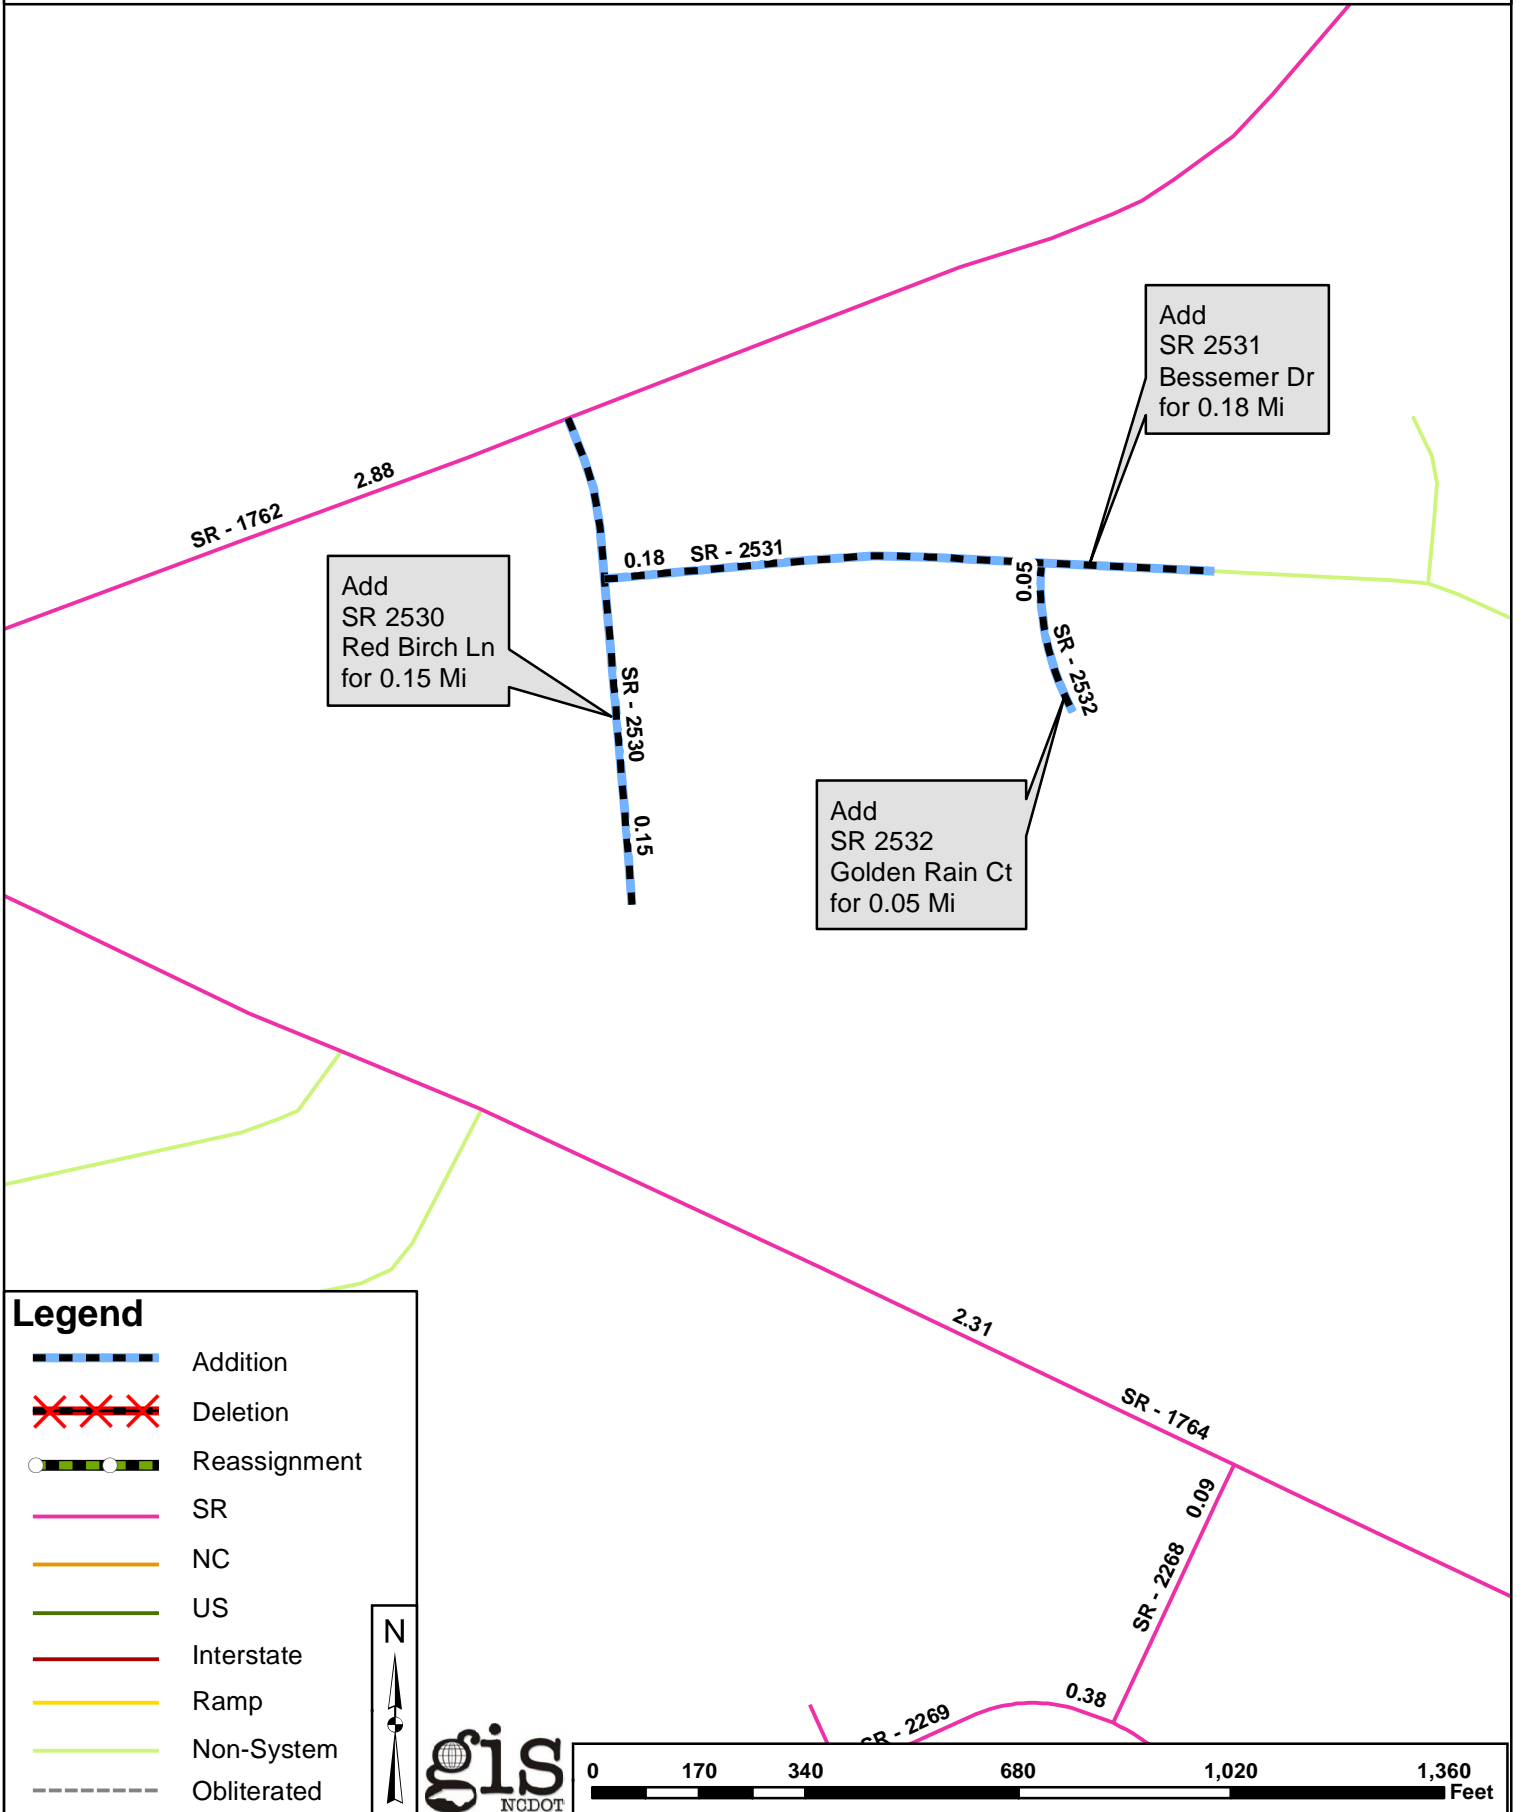 Add
SR 2531
Bessemer Dr
for 0.18 Mi
2.88
SR - 1762
0.18 SR - 2531
0.05
Add
SR 2530
Red Birch Ln
for 0.15 Mi
SR - 2530
0.15
SR - 2532
Add
SR 2532
Golden Rain Ct
for 0.05 Mi
2.31
SR - 1764
0.09
SR - 2268
0.38
SR - 2269
Legend
Addition
Deletion
Reassignment
SR
NC
US
Interstate
Ramp
Non-System
Obliterated
N
gis
NCDOT
0 170 340 680 1,020 1,360
Feet